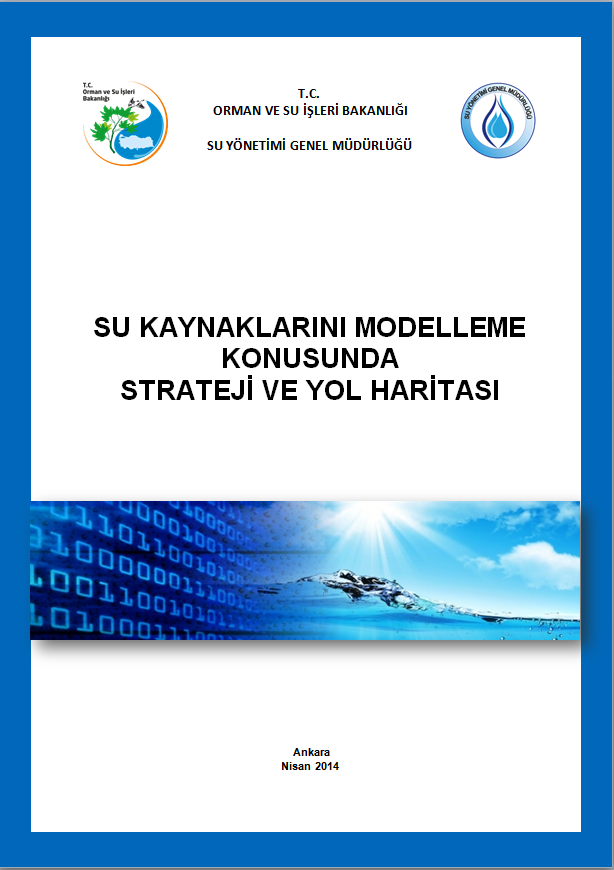 T.C.
Orman ve Su İşleri
Bakanlığı
T.C.
ORMAN VE SU İŞLERİ BAKANLIĞI
SU YÖNETİMİ GENEL MÜDÜRLÜĞÜ
SU YÖNETİMİ GENEL MÜDÜRLÜĞÜ
SU KAYNAKLARINI MODELLEME
KONUSUNDA
STRATEJİ VE YOL HARİTASI
Ankara
Nisan 2014